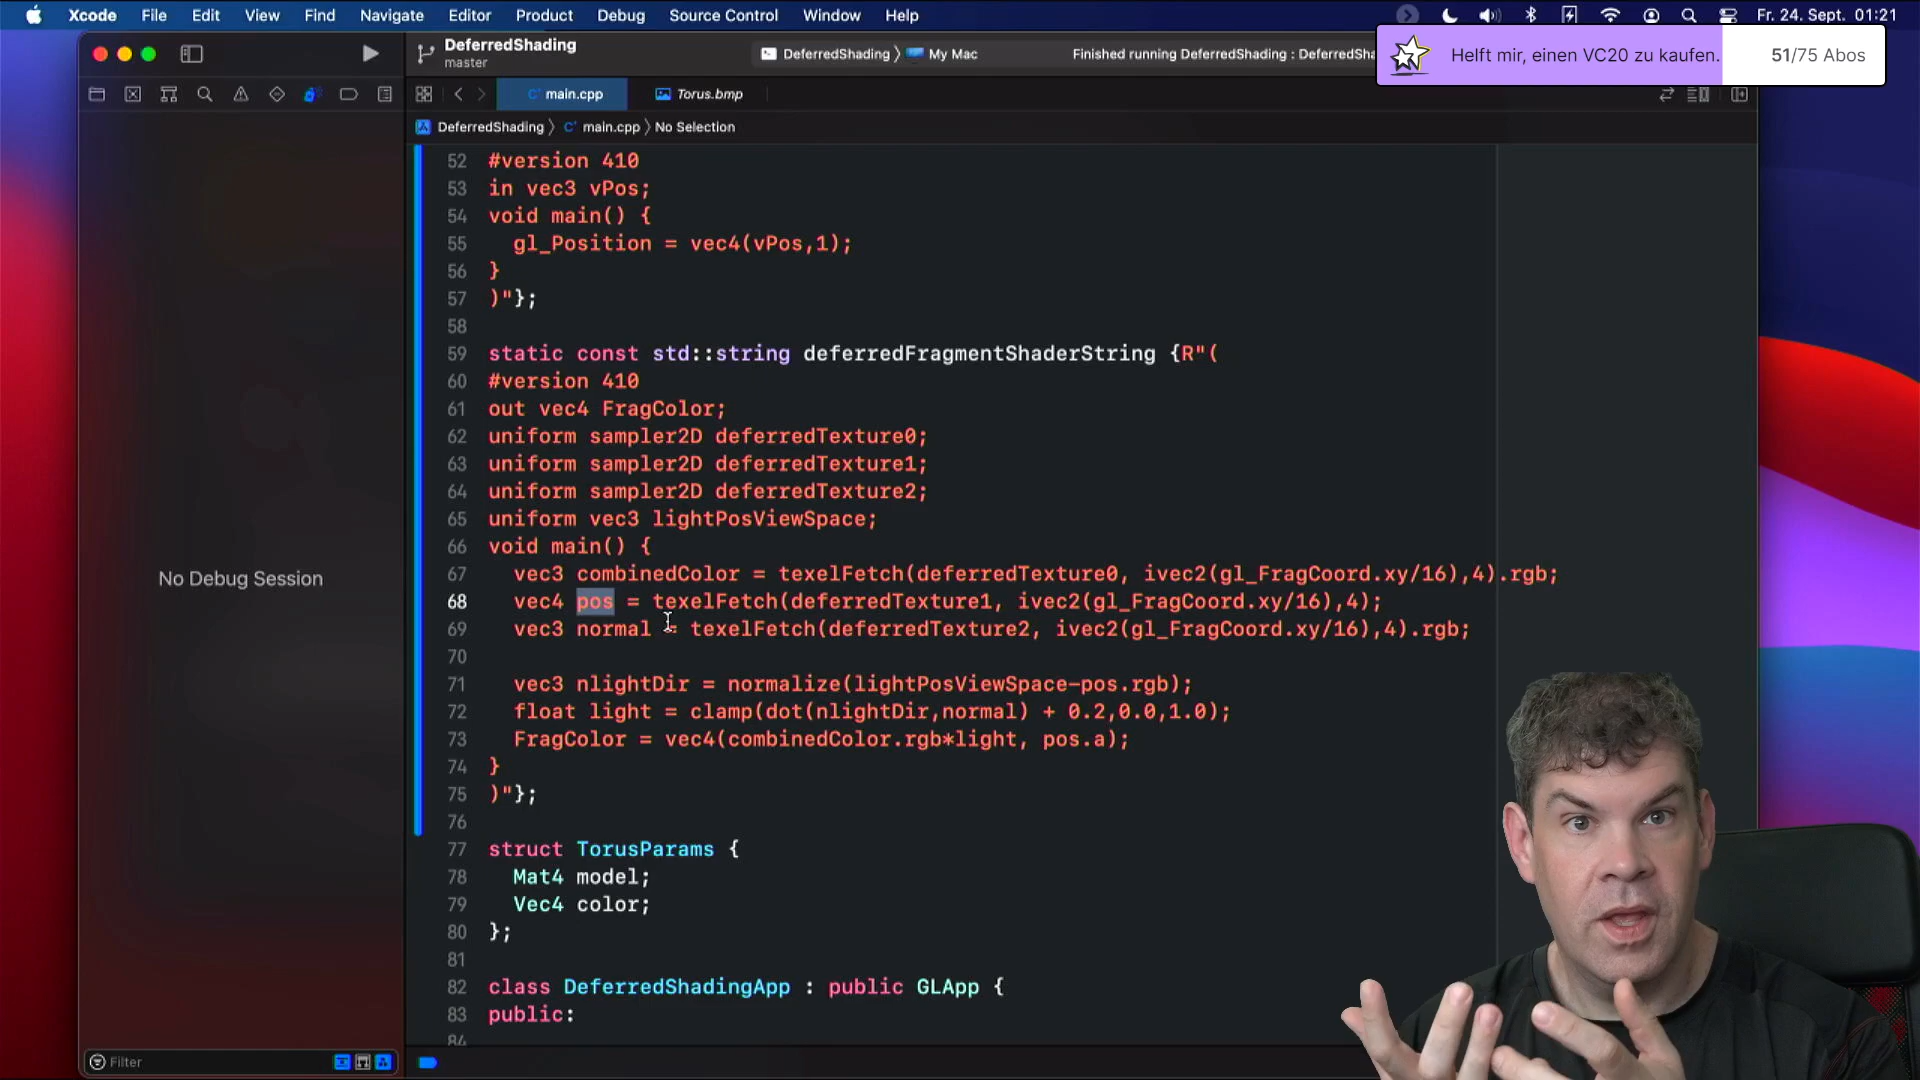 Xcode File Edit View Find Navigate Editor Product Debug Source Control Window Help Fr. 24. Sept. 01:21
DeferredShading
master
DeferredShading 〉 My Mac
Finished running DeferredShading : DeferredSha
Helft mir, einen VC20 zu kaufen. 51/75 Abos
main.cpp Torus.bmp
DeferredShading 〉 main.cpp 〉 No Selection
52 #version 410
53 in vec3 vPos;
54 void main() {
55 gl_Position = vec4(vPos,1);
56 }
57 )"};
58
59 static const std::string deferredFragmentShaderString {R"(
60 #version 410
61 out vec4 FragColor;
62 uniform sampler2D deferredTexture0;
63 uniform sampler2D deferredTexture1;
64 uniform sampler2D deferredTexture2;
65 uniform vec3 lightPosViewSpace;
66 void main() {
67 vec3 combinedColor = texelFetch(deferredTexture0, ivec2(gl_FragCoord.xy/16),4).rgb;
68 vec4 pos = texelFetch(deferredTexture1, ivec2(gl_FragCoord.xy/16),4);
69 vec3 normal = texelFetch(deferredTexture2, ivec2(gl_FragCoord.xy/16),4).rgb;
70
71 vec3 nlightDir = normalize(lightPosViewSpace-pos.rgb);
72 float light = clamp(dot(nlightDir,normal) + 0.2,0.0,1.0);
73 FragColor = vec4(combinedColor.rgb*light, pos.a);
74 }
75 )"};
76
77 struct TorusParams {
78 Mat4 model;
79 Vec4 color;
80 };
81
82 class DeferredShadingApp : public GLApp {
83 public:
84
No Debug Session
Filter